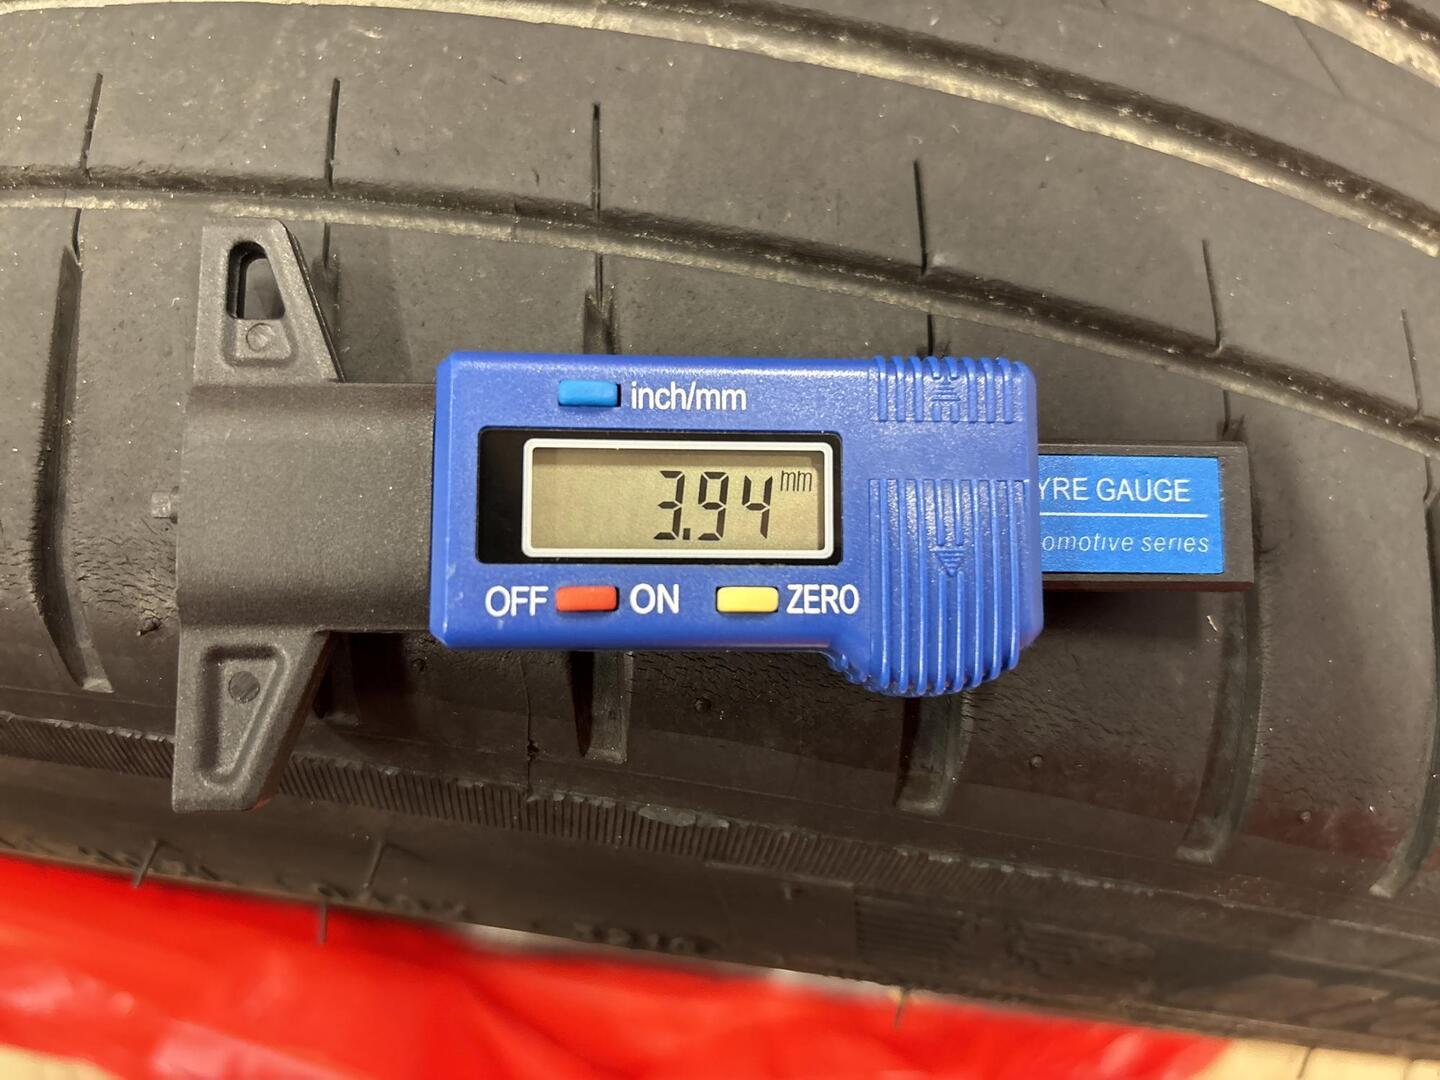 inch/mm
3.94 mm
OFF ON ZERO
YRE GAUGE
omotive series